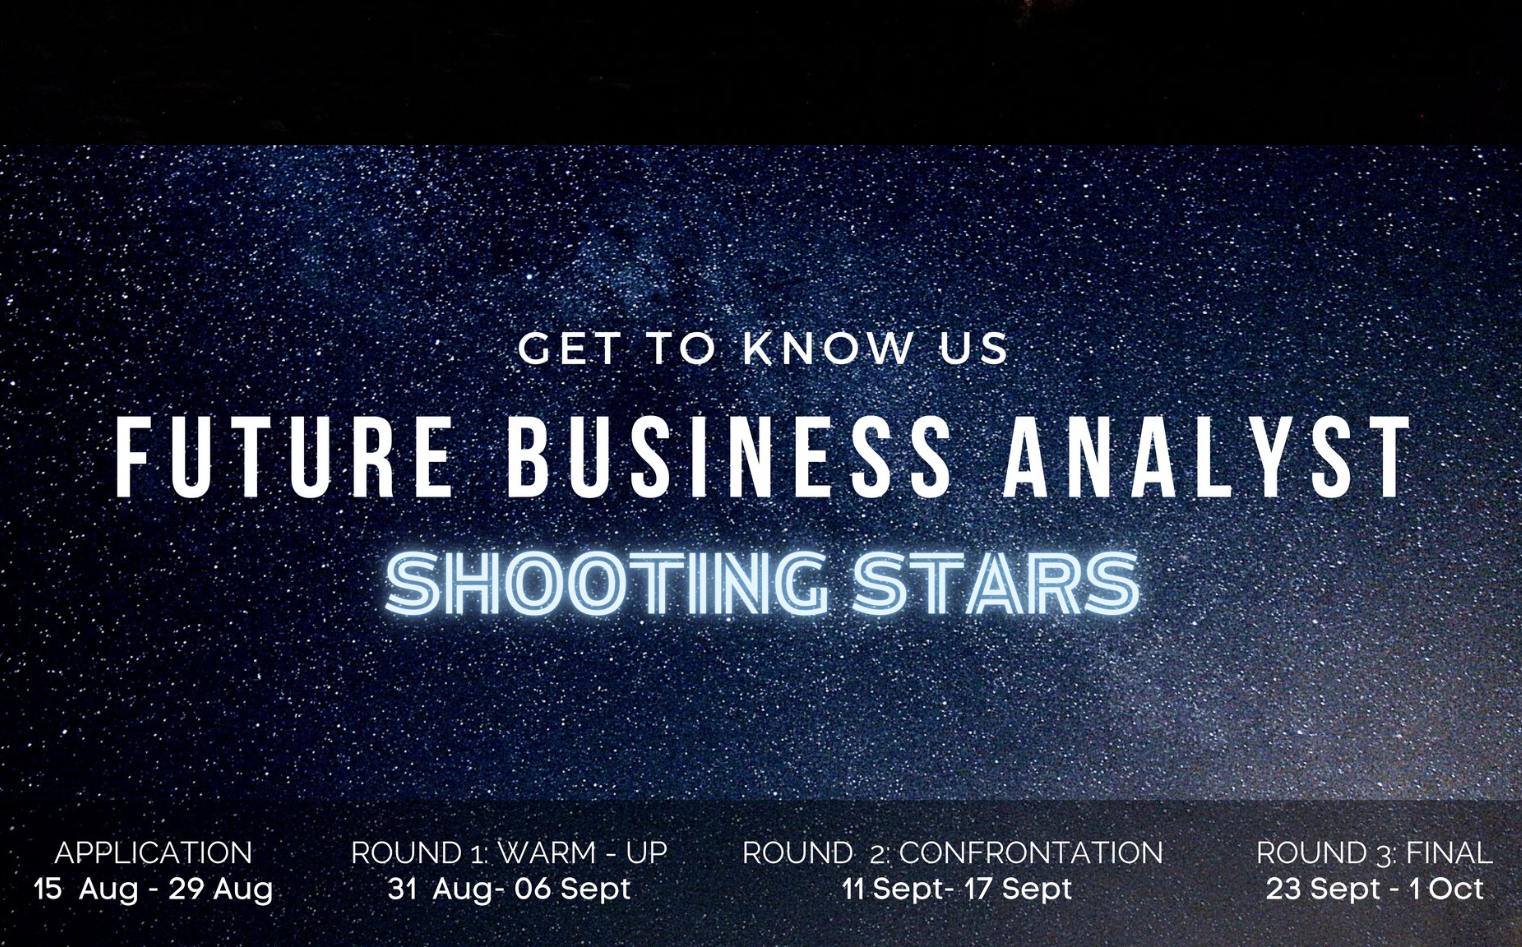 GET TO KNOW US
FUTURE BUSINESS ANALYST
SHOOTING STARS
APPLICATION
15 Aug - 29 Aug
ROUND 1: WARM - UP
31 Aug- 06 Sept
ROUND 2: CONFRONTATION
11 Sept- 17 Sept
ROUND 3: FINAL
23 Sept - 1 Oct